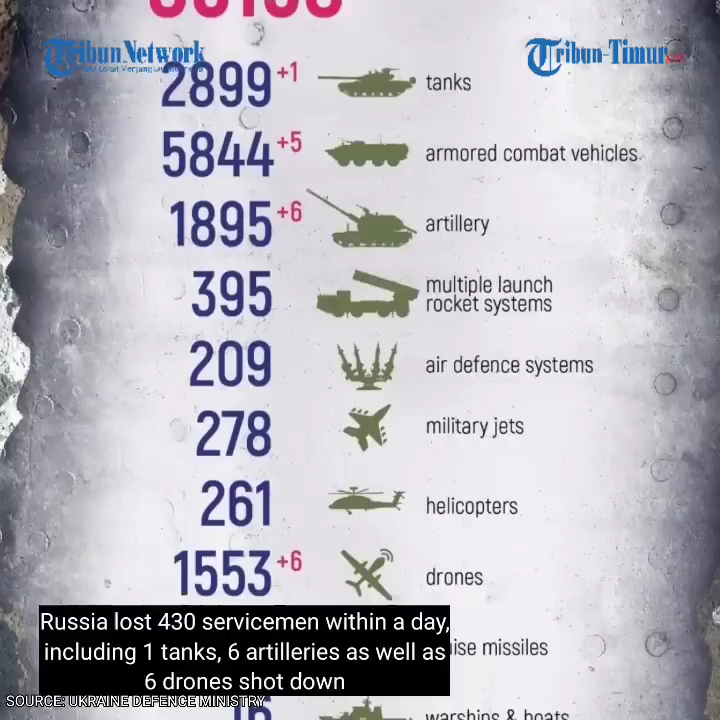 Tribun Network
Tribun-Timur.com
2899 +1 tanks
5844 +5 armored combat vehicles
1895 +6 artillery
395 multiple launch
rocket systems
209 air defence systems
278 military jets
261 helicopters
1553 +6 drones
Russia lost 430 servicemen within a day,
including 1 tanks, 6 artilleries as well as
6 drones shot down
missiles
SOURCE: UKRAINE DEFENCE MINISTRY
16 warships & boats